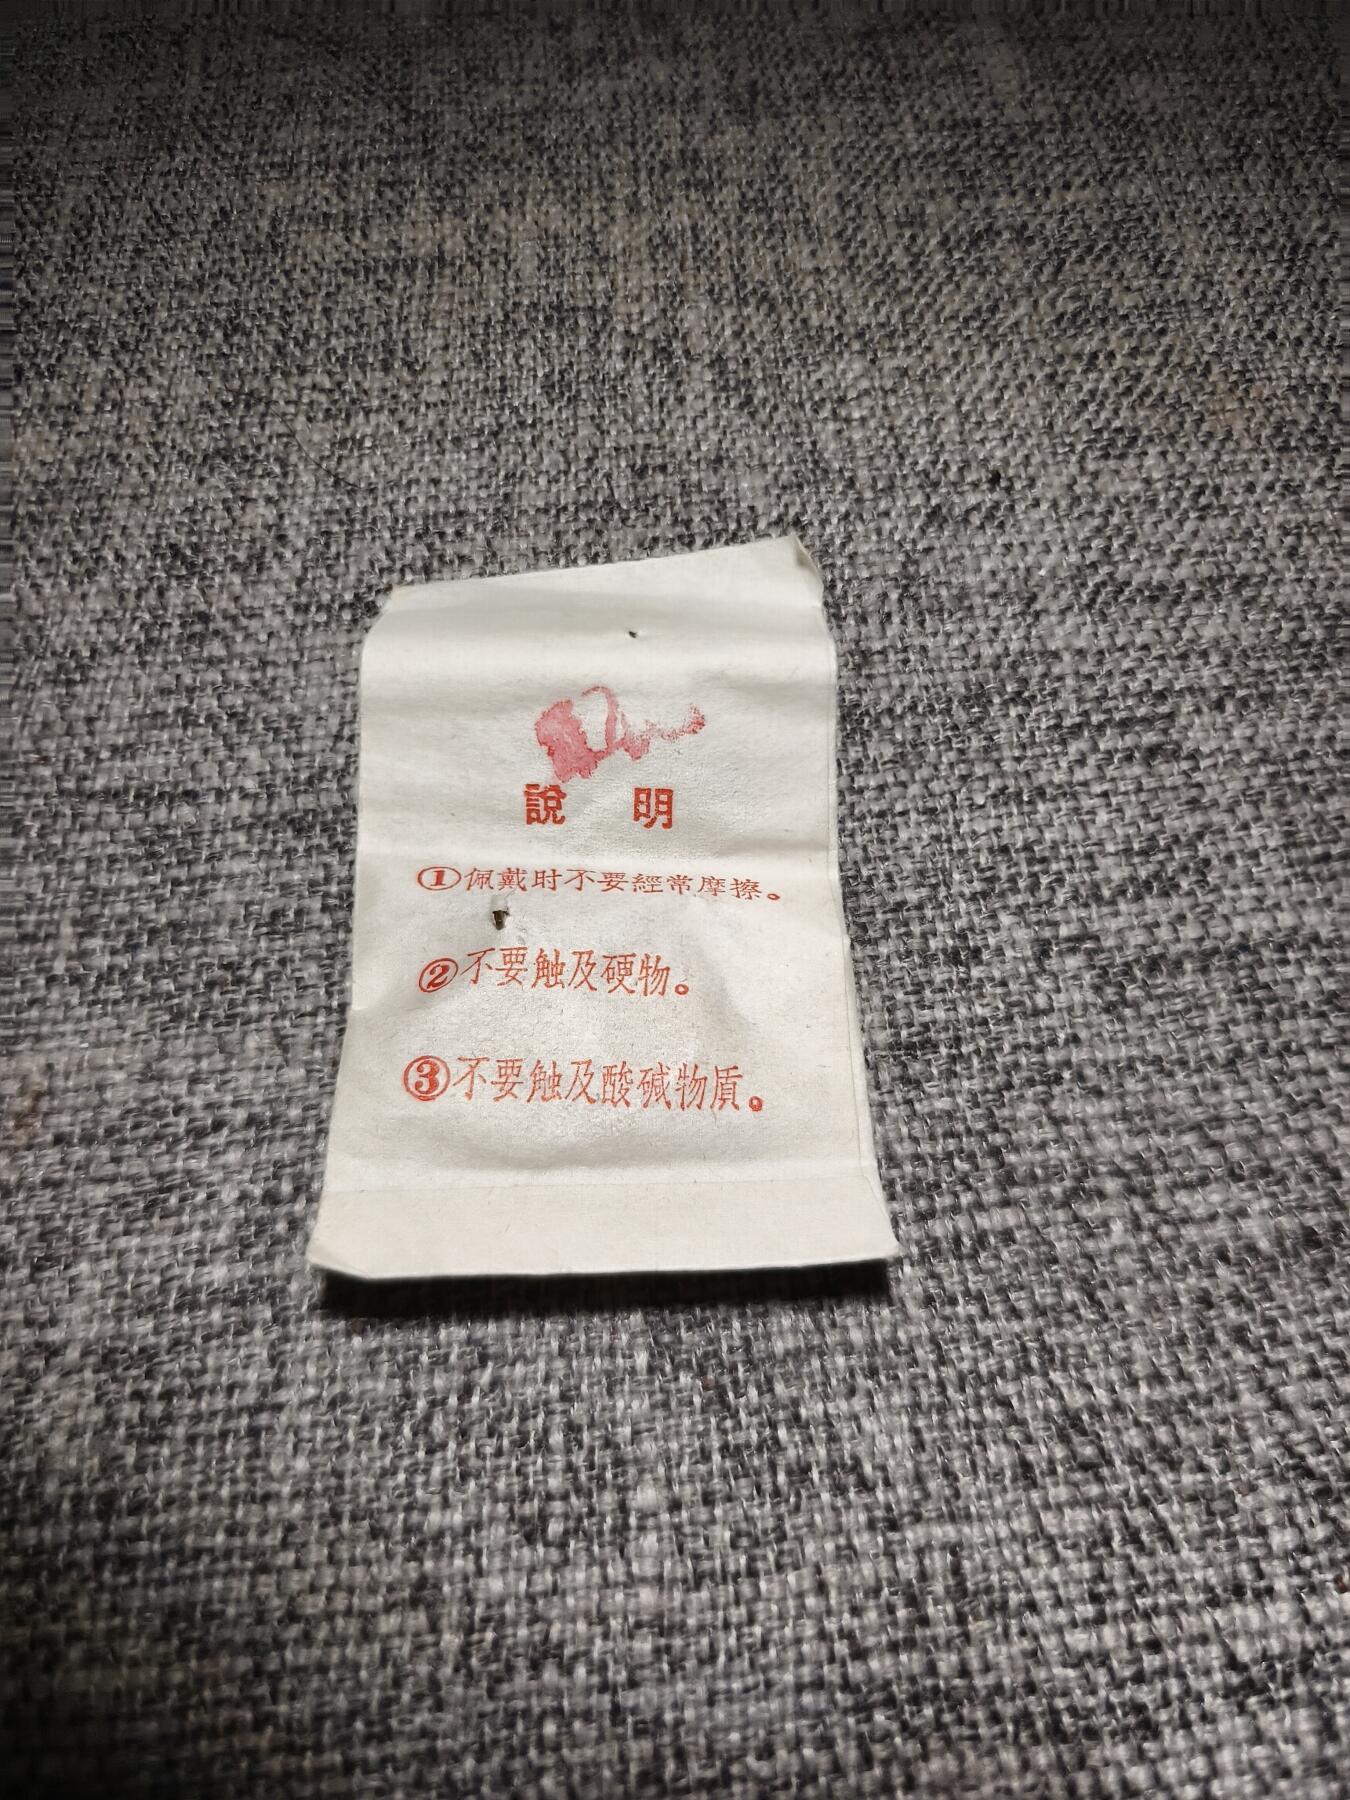 說 明
①佩戴时不要經常摩擦。
②不要触及硬物。
③不要触及酸碱物质。